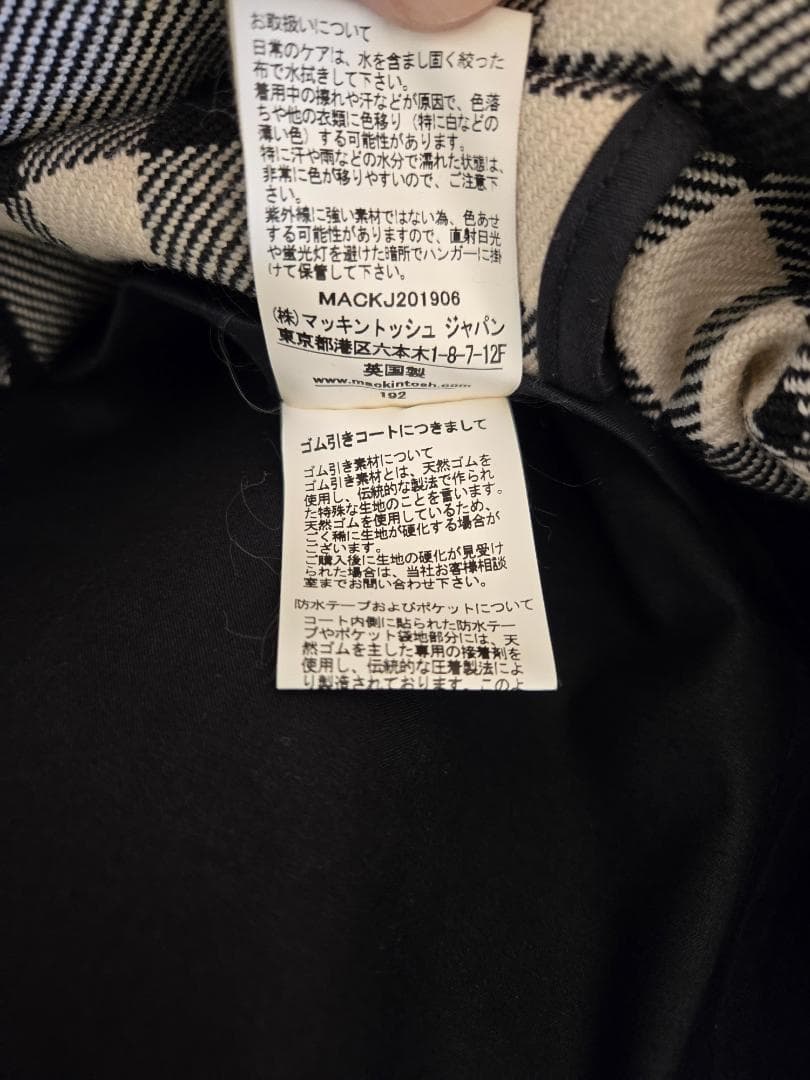 お取扱いについて
日常のケアは、水を含まし固く絞った
布で水拭きして下さい。
着用中の擦れや汗などが原因で、色落
ちや他の衣類に色移り（特に白などの
薄い色）する可能性があります。
特に汗や雨などの水分で濡れた状態は、
非常に色が移りやすいので、ご注意下
さい。
紫外線に強い素材ではない為、色あせ
する可能性がありますので、直射日光
や蛍光灯を避けた暗所でハンガーに掛
けて保管して下さい。
MACKJ201906
（株）マッキントッシュ ジャパン
東京都港区六本木1-8-7-12F
英国製
www.mackintosh.com
192
ゴム引きコートにつきまして
ゴム引き素材について
ゴム引き素材とは、天然ゴムを
使用し、伝統的な製法で作られ
た特殊な生地のことを言います。
天然ゴムを使用しているため、
ごく稀に生地が硬化する場合が
ございます。
ご購入後に生地の硬化が見受け
られた場合は、当社お客様相談
室までお問い合わせ下さい。
防水テープおよびポケットについて
コート内側に貼られた防水テー
プやポケット袋地部分には、天
然ゴムを主した専用の接着剤を
使用し、伝統的な圧着製法によ
り製造されております。このよ